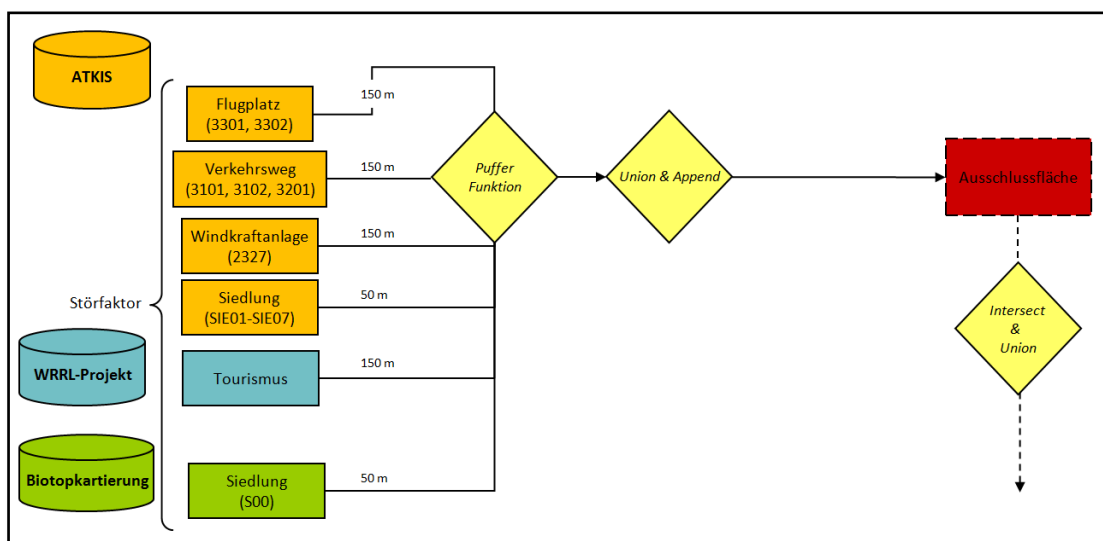 ATKIS
150 m
Flugplatz
(3301, 3302)
Verkehrsweg
(3101, 3102, 3201)
150 m
Puffer
Funktion
Union & Append
Ausschlussfläche
Windkraftanlage
(2327)
150 m
Störfaktor
Siedlung
(SIE01-SIE07)
50 m
Intersect
&
Union
WRRL-Projekt
Tourismus
150 m
Biotopkartierung
Siedlung
(S00)
50 m